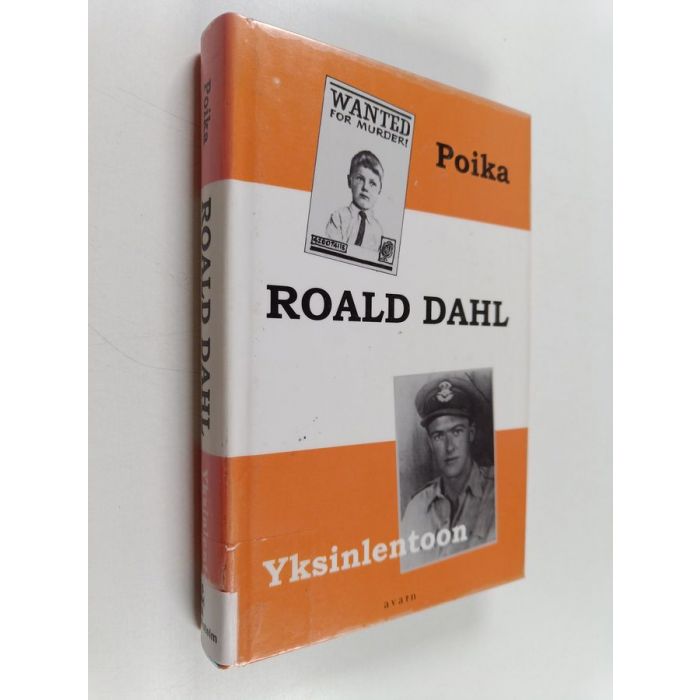 WANTED
FOR MURDER!
Poika
ROALD DAHL
Yksinlentoon
avain
Poika
ROALD DAHL